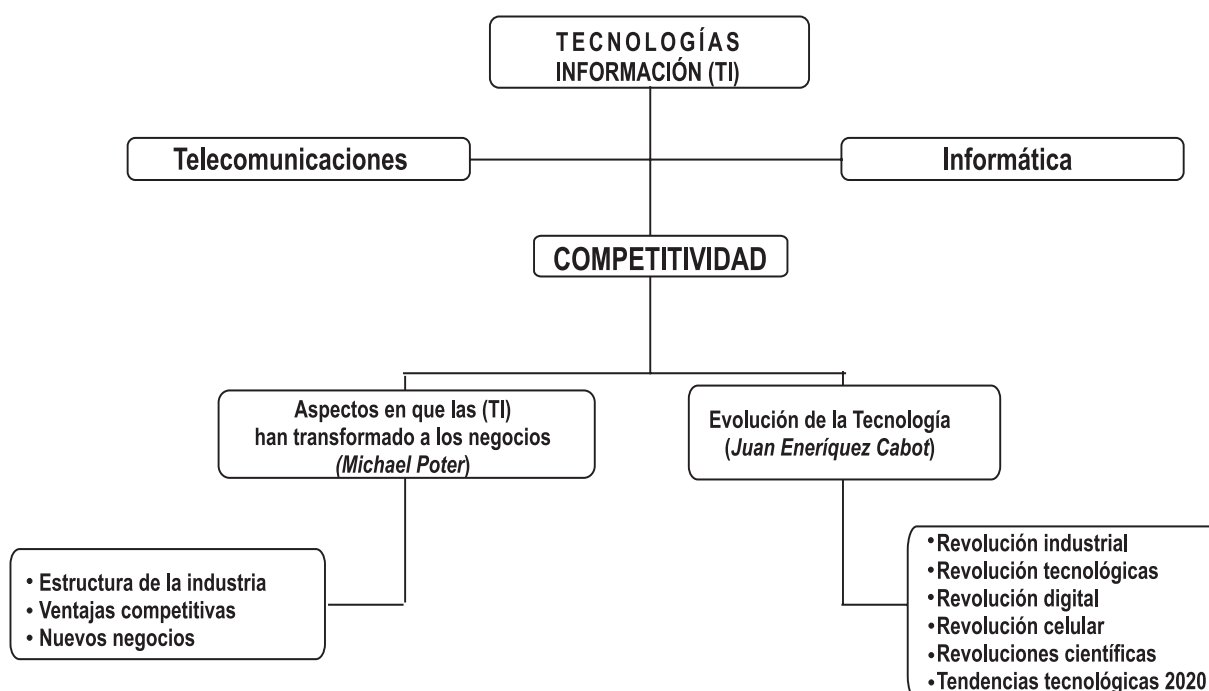 TECNOLOGÍAS
INFORMACIÓN (TI)
Telecomunicaciones
Informática
COMPETITIVIDAD
Aspectos en que las (TI)
han transformado a los negocios
(Michael Poter)
Evolución de la Tecnología
(Juan Eneríquez Cabot)
• Estructura de la industria
• Ventajas competitivas
• Nuevos negocios
• Revolución industrial
• Revolución tecnológicas
• Revolución digital
• Revolución celular
• Revoluciones científicas
• Tendencias tecnológicas 2020